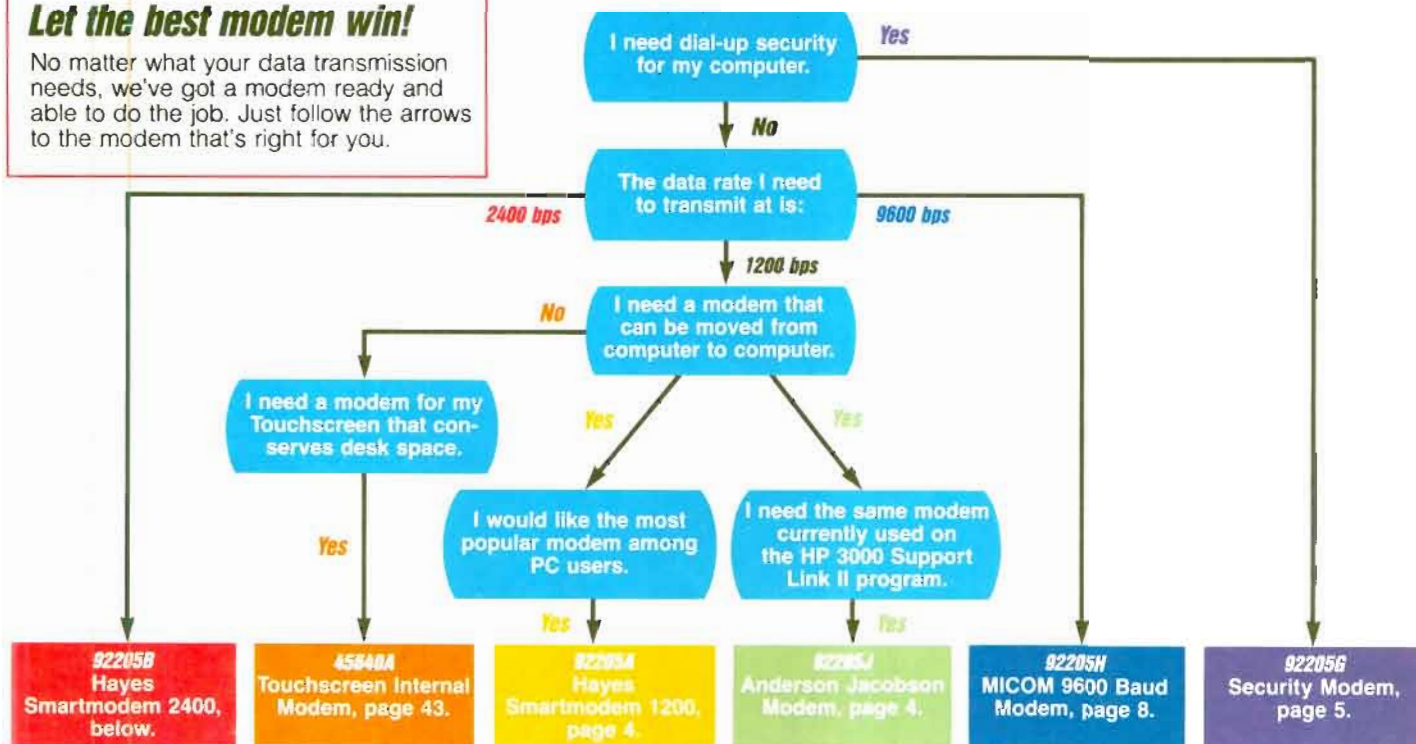 Let the best modem win!
No matter what your data transmission
needs, we've got a modem ready and
able to do the job. Just follow the arrows
to the modem that's right for you.
I need dial-up security
for my computer.
Yes
No
The data rate I need
to transmit at is:
2400 bps
9600 bps
1200 bps
I need a modem that
can be moved from
computer to computer.
No
I need a modem for my
Touchscreen that con-
serves desk space.
Yes
Yes
I would like the most
popular modem among
PC users.
I need the same modem
currently used on
the HP 3000 Support
Link II program.
Yes
Yes
Yes
92205B
Hayes
Smartmodem 2400,
below.
45840A
Touchscreen Internal
Modem, page 43.
92205A
Hayes
Smartmodem 1200,
page 4.
92205J
Anderson Jacobson
Modem, page 4.
92205H
MICOM 9600 Baud
Modem, page 8.
92205G
Security Modem,
page 5.